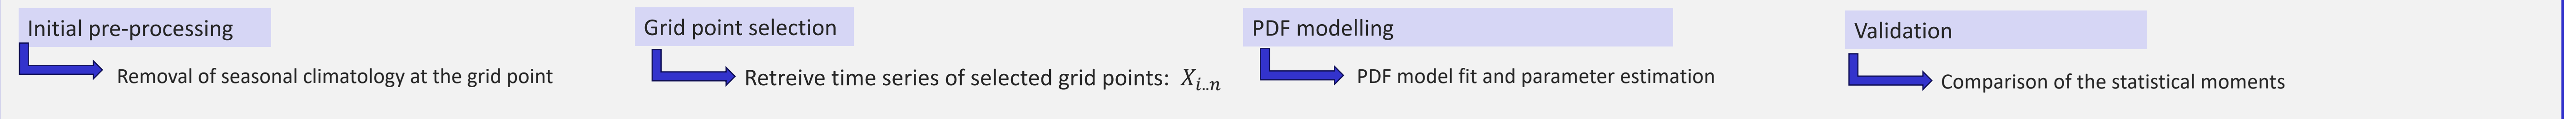 Initial pre-processing
Removal of seasonal climatology at the grid point
Grid point selection
Retreive time series of selected grid points: X_{i..n}
PDF modelling
PDF model fit and parameter estimation
Validation
Comparison of the statistical moments